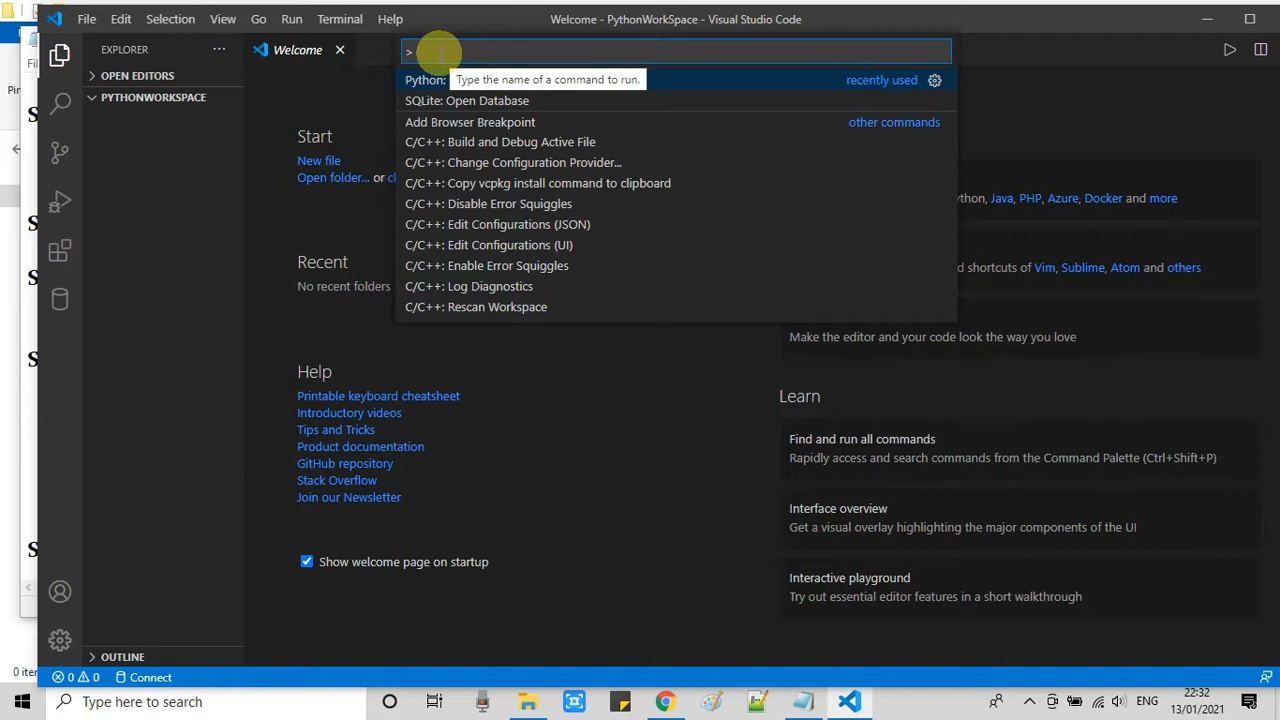 File Edit Selection View Go Run Terminal Help
Welcome - PythonWorkSpace - Visual Studio Code
EXPLORER
Welcome
>
OPEN EDITORS
PYTHONWORKSPACE
Python:
Type the name of a command to run.
recently used
SQLite: Open Database
Add Browser Breakpoint
other commands
C/C++: Build and Debug Active File
C/C++: Change Configuration Provider...
C/C++: Copy vcpkg install command to clipboard
C/C++: Disable Error Squiggles
C/C++: Edit Configurations (JSON)
C/C++: Edit Configurations (UI)
C/C++: Enable Error Squiggles
C/C++: Log Diagnostics
C/C++: Rescan Workspace
Start
New file
Open folder... or
Recent
No recent folders
Help
Printable keyboard cheatsheet
Introductory videos
Tips and Tricks
Product documentation
GitHub repository
Stack Overflow
Join our Newsletter
Show welcome page on startup
Java, PHP, Azure, Docker and more
shortcuts of Vim, Sublime, Atom and others
Make the editor and your code look the way you love
Learn
Find and run all commands
Rapidly access and search commands from the Command Palette (Ctrl+Shift+P)
Interface overview
Get a visual overlay highlighting the major components of the UI
Interactive playground
Try out essential editor features in a short walkthrough
OUTLINE
0 0
Connect
Type here to search
ENG
22:32
13/01/2021